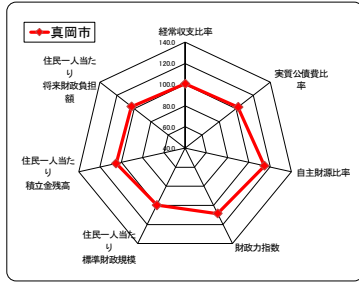 真岡市
経常収支比率
140.0
120.0
100.0
80.0
60.0
40.0
実質公債費比
率
自主財源比率
財政力指数
住民一人当た
り
標準財政規模
住民一人当た
り
積立金残高
住民一人当た
り
将来財政負担
額